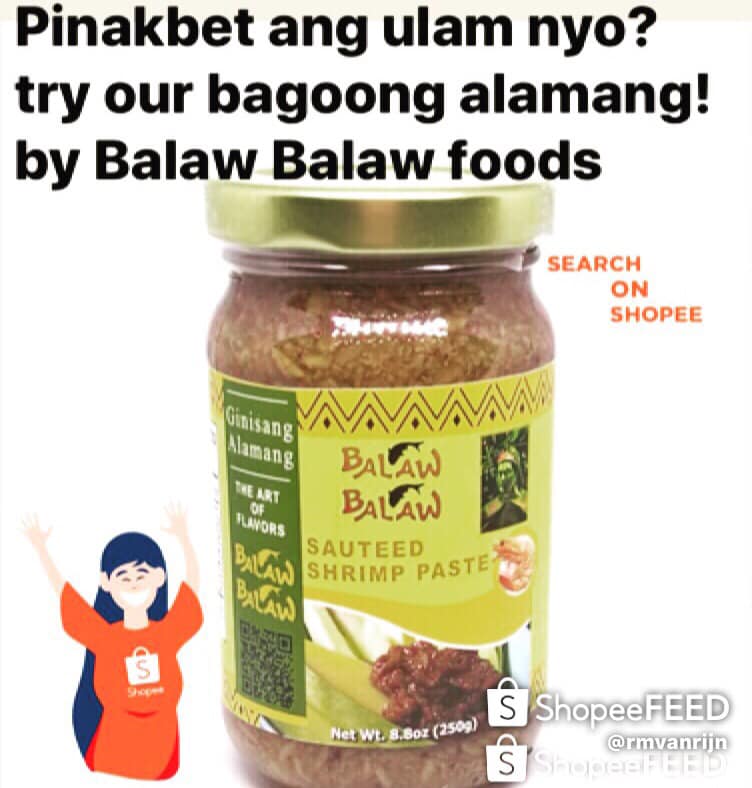 Pinakbet ang ulam nyo?
try our bagoong alamang!
by Balaw Balaw foods
SEARCH
ON
SHOPEE
Ginisang
Alamang
THE ART
OF
FLAVORS
BALAW
BALAW
BALAW
BALAW
SAUTEED
SHRIMP PASTE
Net Wt. 8.8oz (250g)
S
Shopee
S ShopeeFEED
@rmvanrijn
S ShopeeFEED